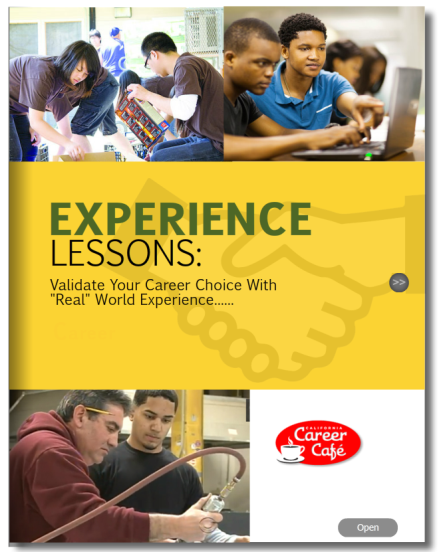 EXPERIENCE
LESSONS:
Validate Your Career Choice With
"Real" World Experience......
>>
CALIFORNIA
Career
Café
Open